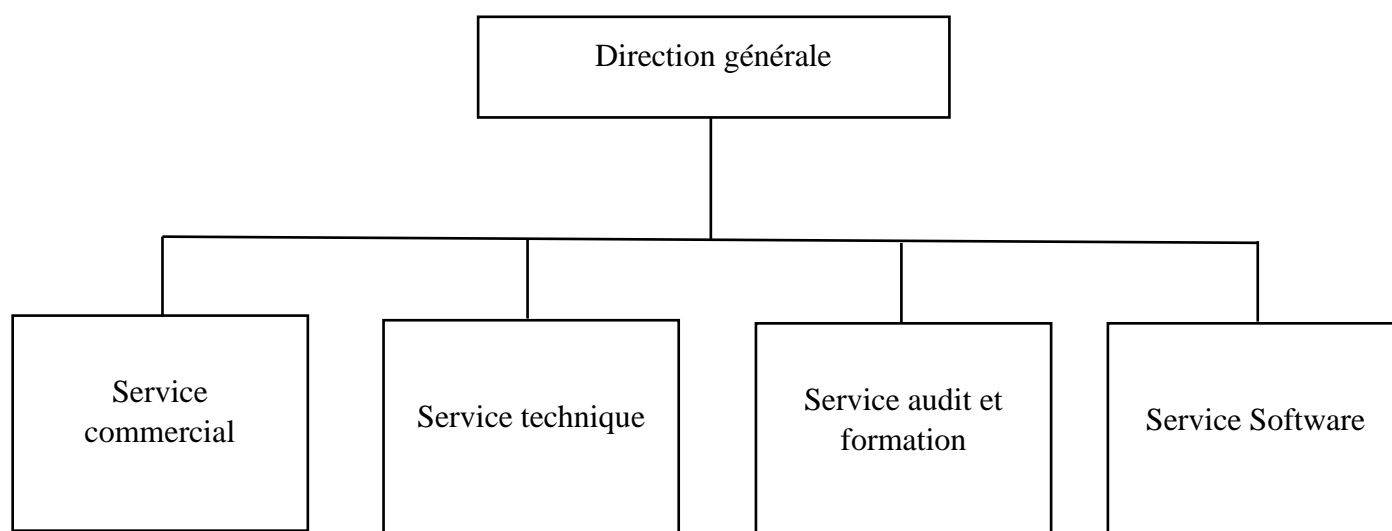 Direction générale
Service
commercial
Service technique
Service audit et
formation
Service Software